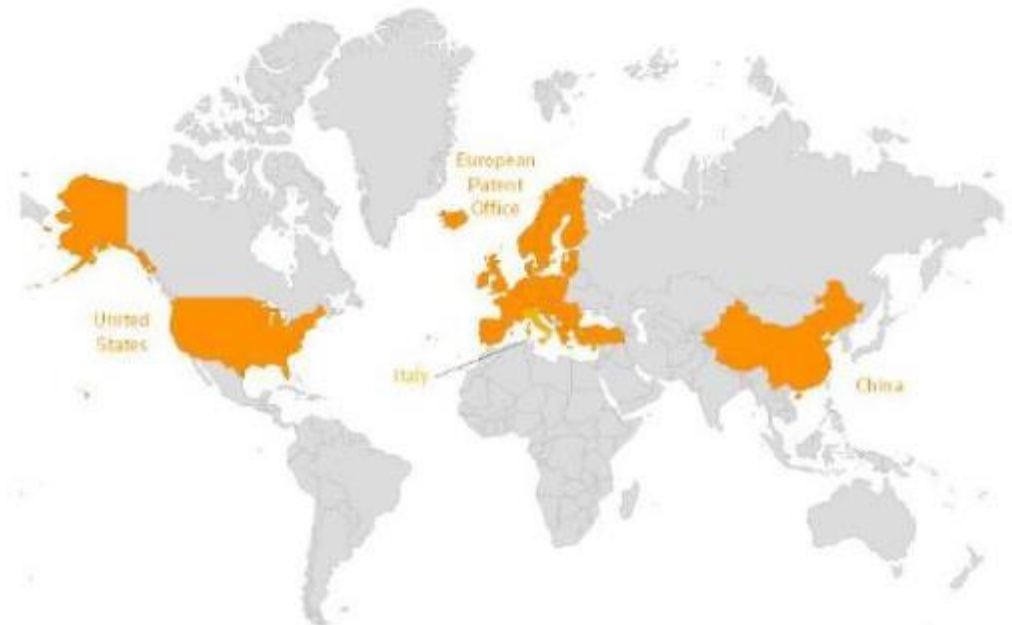 European
Patent
Office
United
States
Italy
China